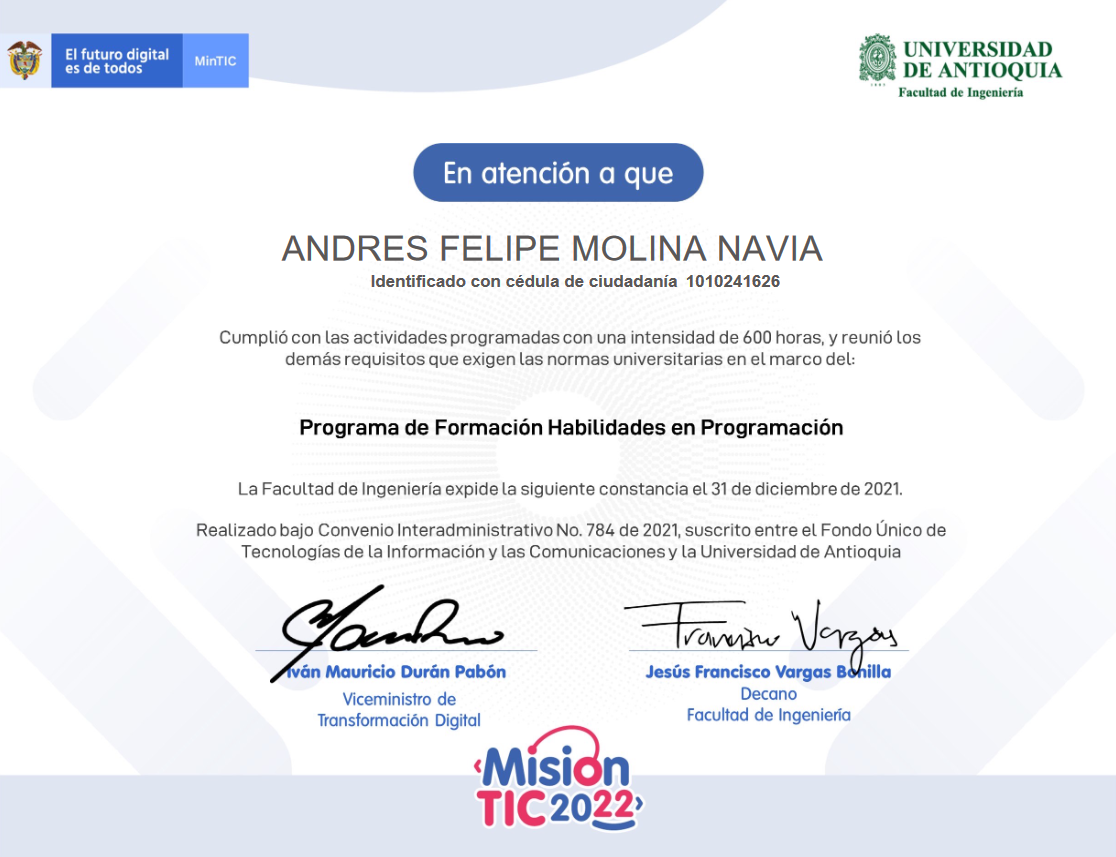 El futuro digital
es de todos
MinTIC
UNIVERSIDAD
DE ANTIOQUIA
Facultad de Ingeniería
En atención a que
ANDRES FELIPE MOLINA NAVIA
Identificado con cédula de ciudadanía 1010241626
Cumplió con las actividades programadas con una intensidad de 600 horas, y reunió los
demás requisitos que exigen las normas universitarias en el marco del:
Programa de Formación Habilidades en Programación
La Facultad de Ingeniería expide la siguiente constancia el 31 de diciembre de 2021.
Realizado bajo Convenio Interadministrativo No. 784 de 2021, suscrito entre el Fondo Único de
Tecnologías de la Información y las Comunicaciones y la Universidad de Antioquia
Francisco Vargas
Iván Mauricio Durán Pabón
Viceministro de
Transformación Digital
Jesús Francisco Vargas Bonilla
Decano
Facultad de Ingeniería
‹Misión
TIC 2022›